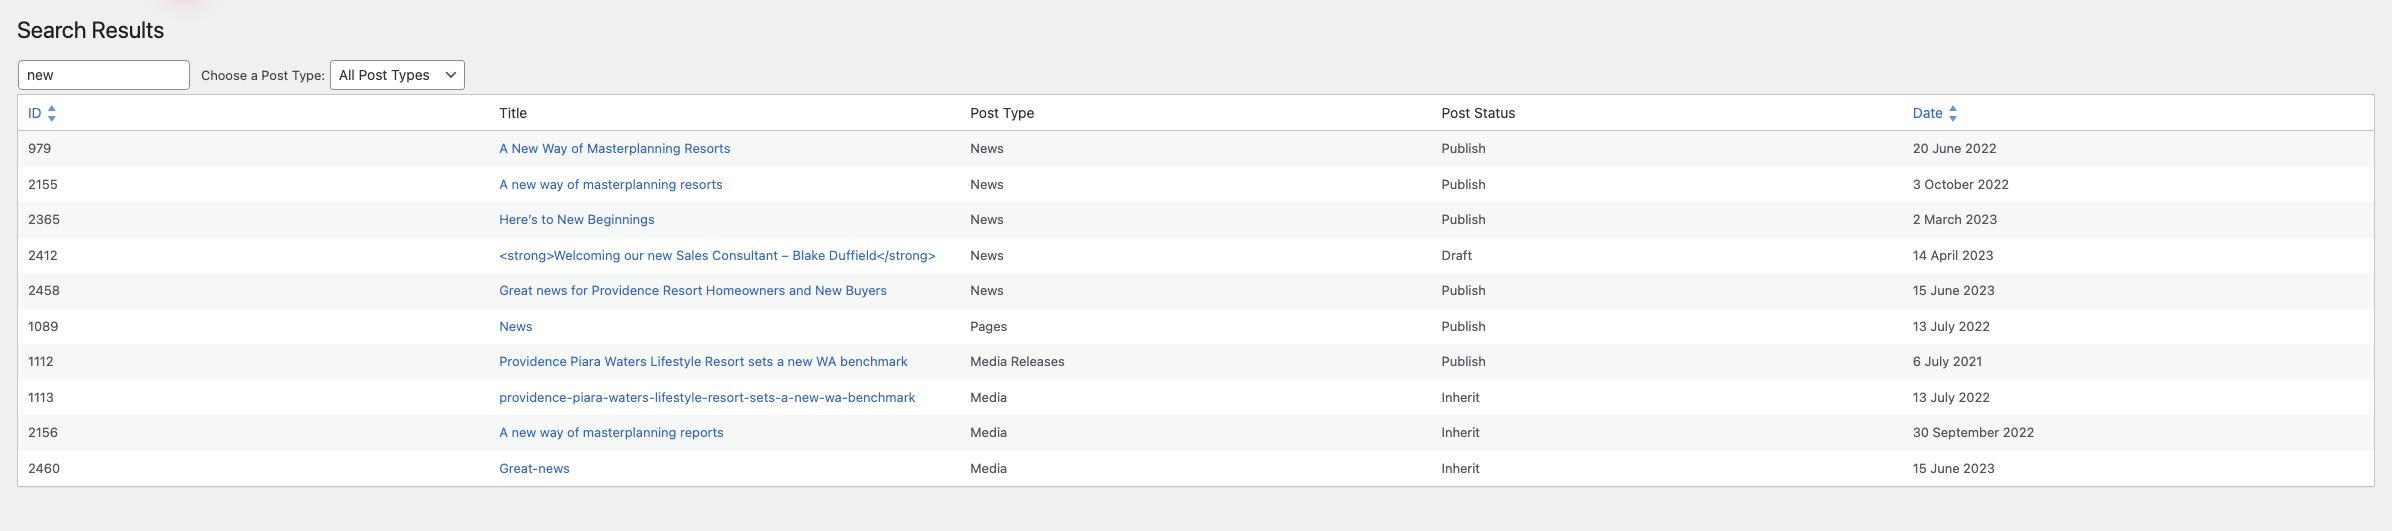 Search Results
new Choose a Post Type: All Post Types
ID Title Post Type Post Status Date
979 A New Way of Masterplanning Resorts News Publish 20 June 2022
2155 A new way of masterplanning resorts News Publish 3 October 2022
2365 Here's to New Beginnings News Publish 2 March 2023
2412 <strong>Welcoming our new Sales Consultant – Blake Duffield</strong> News Draft 14 April 2023
2458 Great news for Providence Resort Homeowners and New Buyers News Publish 15 June 2023
1089 News Pages Publish 13 July 2022
1112 Providence Piara Waters Lifestyle Resort sets a new WA benchmark Media Releases Publish 6 July 2021
1113 providence-piara-waters-lifestyle-resort-sets-a-new-wa-benchmark Media Inherit 13 July 2022
2156 A new way of masterplanning reports Media Inherit 30 September 2022
2460 Great-news Media Inherit 15 June 2023